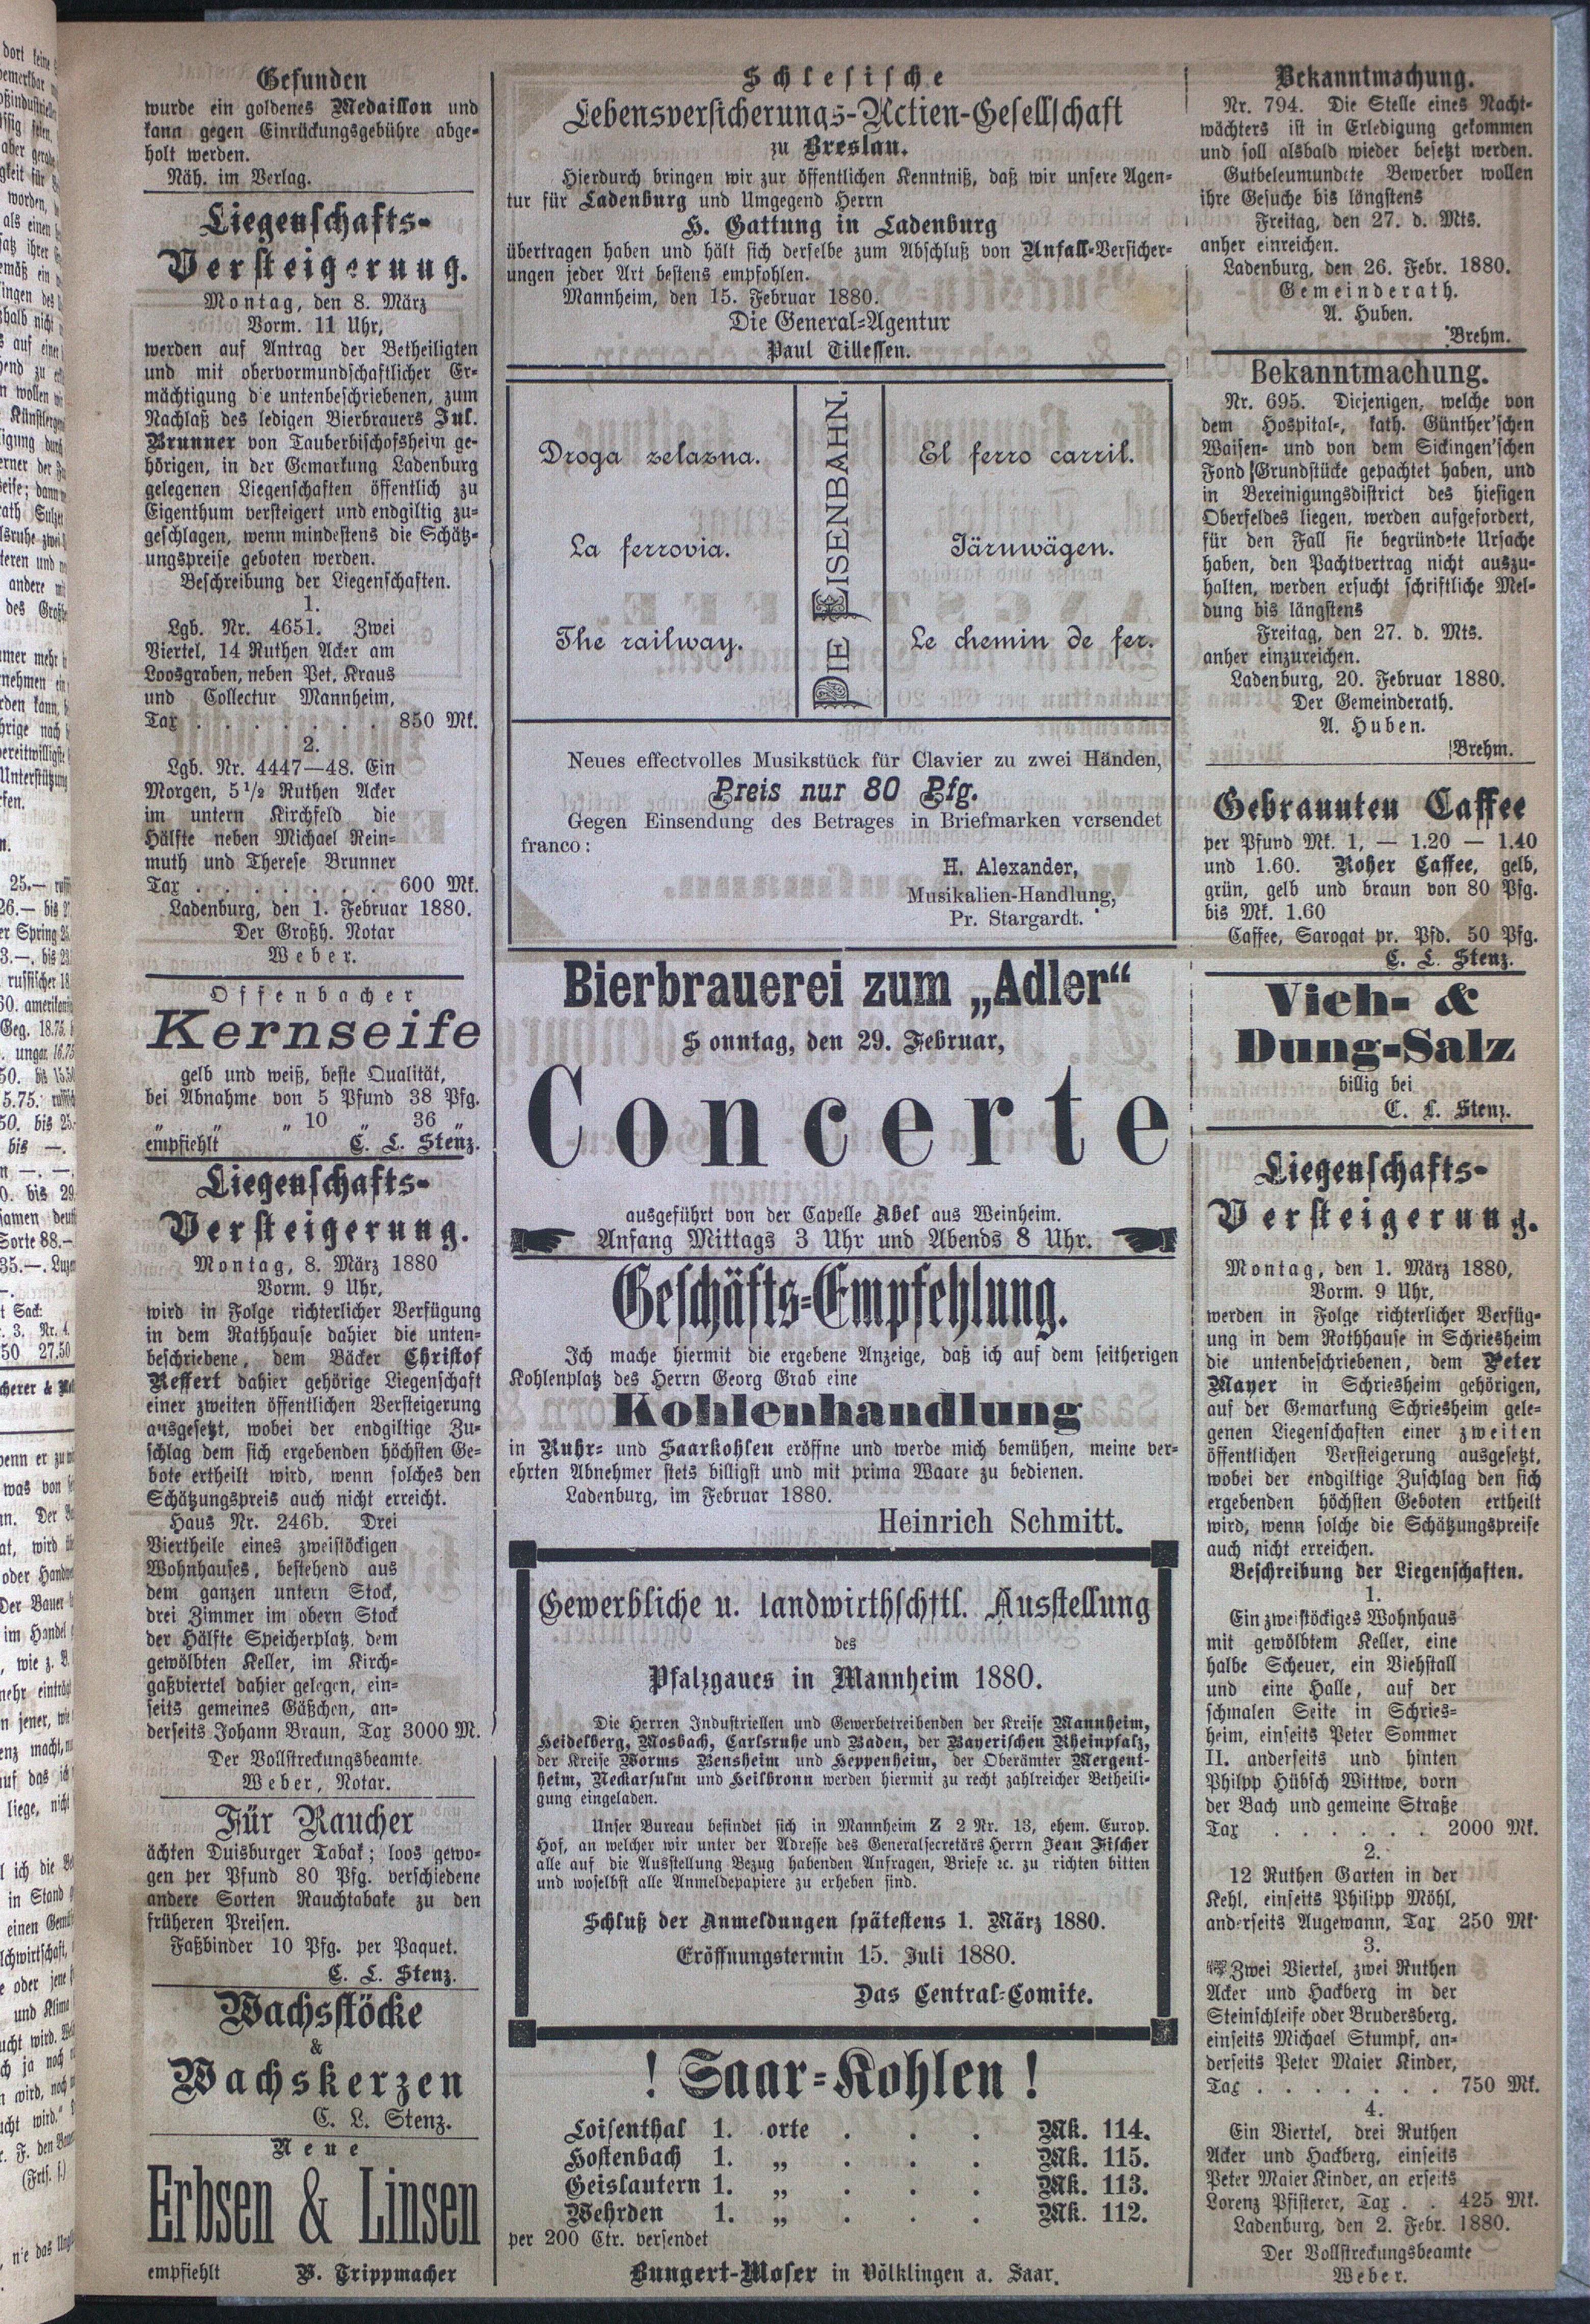 Gefunden
wurde ein goldenes Medaillon und
kann gegen Einrückungsgebühre abge-
holt werden.
Näh. im Verlag.
Liegenschafts-
Versteigerung.
Montag, den 8. März
Vorm. 11 Uhr,
werden auf Antrag der Betheiligten
und mit obervormundschaftlicher Er-
mächtigung die untenbeschriebenen, zum
Nachlaß des ledigen Bierbrauers Jul.
Brunner von Tauberbischofsheim ge-
hörigen, in der Gemarkung Ladenburg
gelegenen Liegenschaften öffentlich zu
Eigenthum versteigert und endgiltig zu-
geschlagen, wenn mindestens die Schätz-
ungspreise geboten werden.
Beschreibung der Liegenschaften.
1.
Lgb. Nr. 4651. Zwei
Viertel, 14 Ruthen Acker am
Loosgraben, neben Pet. Kraus
und Collectur Mannheim,
Tax . . . . . . . 850 Mk.
2.
Lgb. Nr. 4447—48. Ein
Morgen, 5½ Ruthen Acker
im untern Kirchfeld die
Hälfte neben Michael Rein-
muth und Therese Brunner
Tax . . . . . . . 600 Mk.
Ladenburg, den 1. Februar 1880.
Der Großh. Notar
Weber.
Offenbacher
Kernseife
gelb und weiß, beste Qualität,
bei Abnahme von 5 Pfund 38 Pfg.
„ „ 10 „ 36 „
empfiehlt C. L. Stenz.
Liegenschafts-
Versteigerung.
Montag, 8. März 1880
Vorm. 9 Uhr,
wird in Folge richterlicher Verfügung
in dem Rathhause dahier die unten-
beschriebene, dem Bäcker Christof
Reffert dahier gehörige Liegenschaft
einer zweiten öffentlichen Versteigerung
ausgesetzt, wobei der endgiltige Zu-
schlag dem sich ergebenden höchsten Ge-
bote ertheilt wird, wenn solches den
Schätzungspreis auch nicht erreicht.
Haus Nr. 246b. Drei
Viertheile eines zweistöckigen
Wohnhauses, bestehend aus
dem ganzen untern Stock,
drei Zimmer im obern Stock
der Hälfte Speicherplatz, dem
gewölbten Keller, im Kirch-
gaßviertel dahier gelegen, ein-
seits gemeines Gäßchen, an-
derseits Johann Braun, Tax 3000 M.
Der Vollstreckungsbeamte.
Weber, Notar.
Für Raucher
ächten Duisburger Tabak; loos gewo-
gen per Pfund 80 Pfg. verschiedene
andere Sorten Rauchtabake zu den
früheren Preisen.
Faßbinder 10 Pfg. per Paquet.
C. L. Stenz.
Wachsstöcke
&
Wachskerzen
C. L. Stenz.
Neue
Erbsen & Linsen
empfiehlt B. Trippmacher
Schlesische
Lebensversicherungs-Actien-Gesellschaft
zu Breslau.
Hierdurch bringen wir zur öffentlichen Kenntniß, daß wir unsere Agen-
tur für Ladenburg und Umgegend Herrn
H. Gattung in Ladenburg
übertragen haben und hält sich derselbe zum Abschluß von Unfall-Versicher-
ungen jeder Art bestens empfohlen.
Mannheim, den 15. Februar 1880.
Die General-Agentur
Paul Tillessen.
Droga zelazna.
La ferrovia.
The railway.
DIE EISENBAHN.
El ferro carril.
Järnwägen.
Le chemin de fer.
Neues effectvolles Musikstück für Clavier zu zwei Händen,
Preis nur 80 Pfg.
Gegen Einsendung des Betrages in Briefmarken versendet
franco:
H. Alexander,
Musikalien-Handlung,
Pr. Stargardt.
Bierbrauerei zum „Adler“
Sonntag, den 29. Februar,
Concerte
ausgeführt von der Capelle Abel aus Weinheim.
Anfang Mittags 3 Uhr und Abends 8 Uhr.
Geschäfts-Empfehlung.
Ich mache hiermit die ergebene Anzeige, daß ich auf dem seitherigen
Kohlenplatz des Herrn Georg Grab eine
Kohlenhandlung
in Ruhr- und Saarkohlen eröffne und werde mich bemühen, meine ver-
ehrten Abnehmer stets billigst und mit prima Waare zu bedienen.
Ladenburg, im Februar 1880.
Heinrich Schmitt.
Gewerbliche u. landwirthschftl. Ausstellung
des
Pfalzgaues in Mannheim 1880.
Die Herren Industriellen und Gewerbetreibenden der Kreise Mannheim,
Heidelberg, Mosbach, Carlsruhe und Baden, der Bayerischen Rheinpfalz,
der Kreise Worms Bensheim und Heppenheim, der Oberämter Mergent-
heim, Neckarsulm und Heilbronn werden hiermit zu recht zahlreicher Betheili-
gung eingeladen.
Unser Bureau befindet sich in Mannheim Z 2 Nr. 13, ehem. Europ.
Hof, an welcher wir unter der Adresse des Generalsecretärs Herrn Jean Fischer
alle auf die Ausstellung Bezug habenden Anfragen, Briefe ꝛc. zu richten bitten
und woselbst alle Anmeldepapiere zu erheben sind.
Schluß der Anmeldungen spätestens 1. März 1880.
Eröffnungstermin 15. Juli 1880.
Das Central-Comite.
! Saar-Kohlen !
Loisenthal 1. orte . . . Mk. 114.
Hostenbach 1. „ . . . Mk. 115.
Geislautern 1. „ . . . Mk. 113.
Wehrden 1. „ . . . Mk. 112.
per 200 Ctr. versendet
Bungert-Moser in Völklingen a. Saar.
Bekanntmachung.
Nr. 794. Die Stelle eines Nacht-
wächters ist in Erledigung gekommen
und soll alsbald wieder besetzt werden.
Gutbeleumundete Bewerber wollen
ihre Gesuche bis längstens
Freitag, den 27. d. Mts.
anher einreichen.
Ladenburg, den 26. Febr. 1880.
Gemeinderath.
A. Huben.
Brehm.
Bekanntmachung.
Nr. 695. Diejenigen, welche von
dem Hospital-, kath. Günther'schen
Waisen- und von dem Sickingen'schen
Fond Grundstücke gepachtet haben, und
in Bereinigungsdistrict des hiesigen
Oberfeldes liegen, werden aufgefordert,
für den Fall sie begründete Ursache
haben, den Pachtvertrag nicht auszu-
halten, werden ersucht schriftliche Mel-
dung bis längstens
Freitag, den 27. d. Mts.
anher einzureichen.
Ladenburg, 20. Februar 1880.
Der Gemeinderath.
A. Huben.
Brehm.
Gebrannten Caffee
per Pfund Mk. 1, — 1.20 — 1.40
und 1.60. Roher Caffee, gelb,
grün, gelb und braun von 80 Pfg.
bis Mk. 1.60
Caffee, Sarogat pr. Pfd. 50 Pfg.
C. L. Stenz.
Vieh- &
Dung-Salz
billig bei
C. L. Stenz.
Liegenschafts-
Versteigerung.
Montag, den 1. März 1880,
Vorm. 9 Uhr,
werden in Folge richterlicher Verfüg-
ung in dem Rothhause in Schriesheim
die untenbeschriebenen, dem Peter
Mayer in Schriesheim gehörigen,
auf der Gemarkung Schriesheim gele-
genen Liegenschaften einer zweiten
öffentlichen Versteigerung ausgesetzt,
wobei der endgiltige Zuschlag den sich
ergebenden höchsten Geboten ertheilt
wird, wenn solche die Schätzungspreise
auch nicht erreichen.
Beschreibung der Liegenschaften.
1.
Ein zweistöckiges Wohnhaus
mit gewölbtem Keller, eine
halbe Scheuer, ein Viehstall
und eine Halle, auf der
schmalen Seite in Schries-
heim, einseits Peter Sommer
II. anderseits und hinten
Philpp Hübsch Wittwe, vorn
der Bach und gemeine Straße
Tax . . . . . . 2000 Mk.
2.
12 Ruthen Garten in der
Kehl, einseits Philipp Möhl,
anderseits Augewann, Tax 250 Mk
3.
Zwei Viertel, zwei Ruthen
Acker und Hackberg in der
Steinschleife oder Brudersberg,
einseits Michael Stumpf, an-
derseits Peter Maier Kinder,
Tax . . . . . . . 750 Mk.
4.
Ein Viertel, drei Ruthen
Acker und Hackberg, einseits
Peter Maier Kinder, an erseits
Lorenz Pfisterer, Tax . . 425 Mk.
Ladenburg, den 2. Febr. 1880.
Der Vollstreckungsbeamte
Weber.